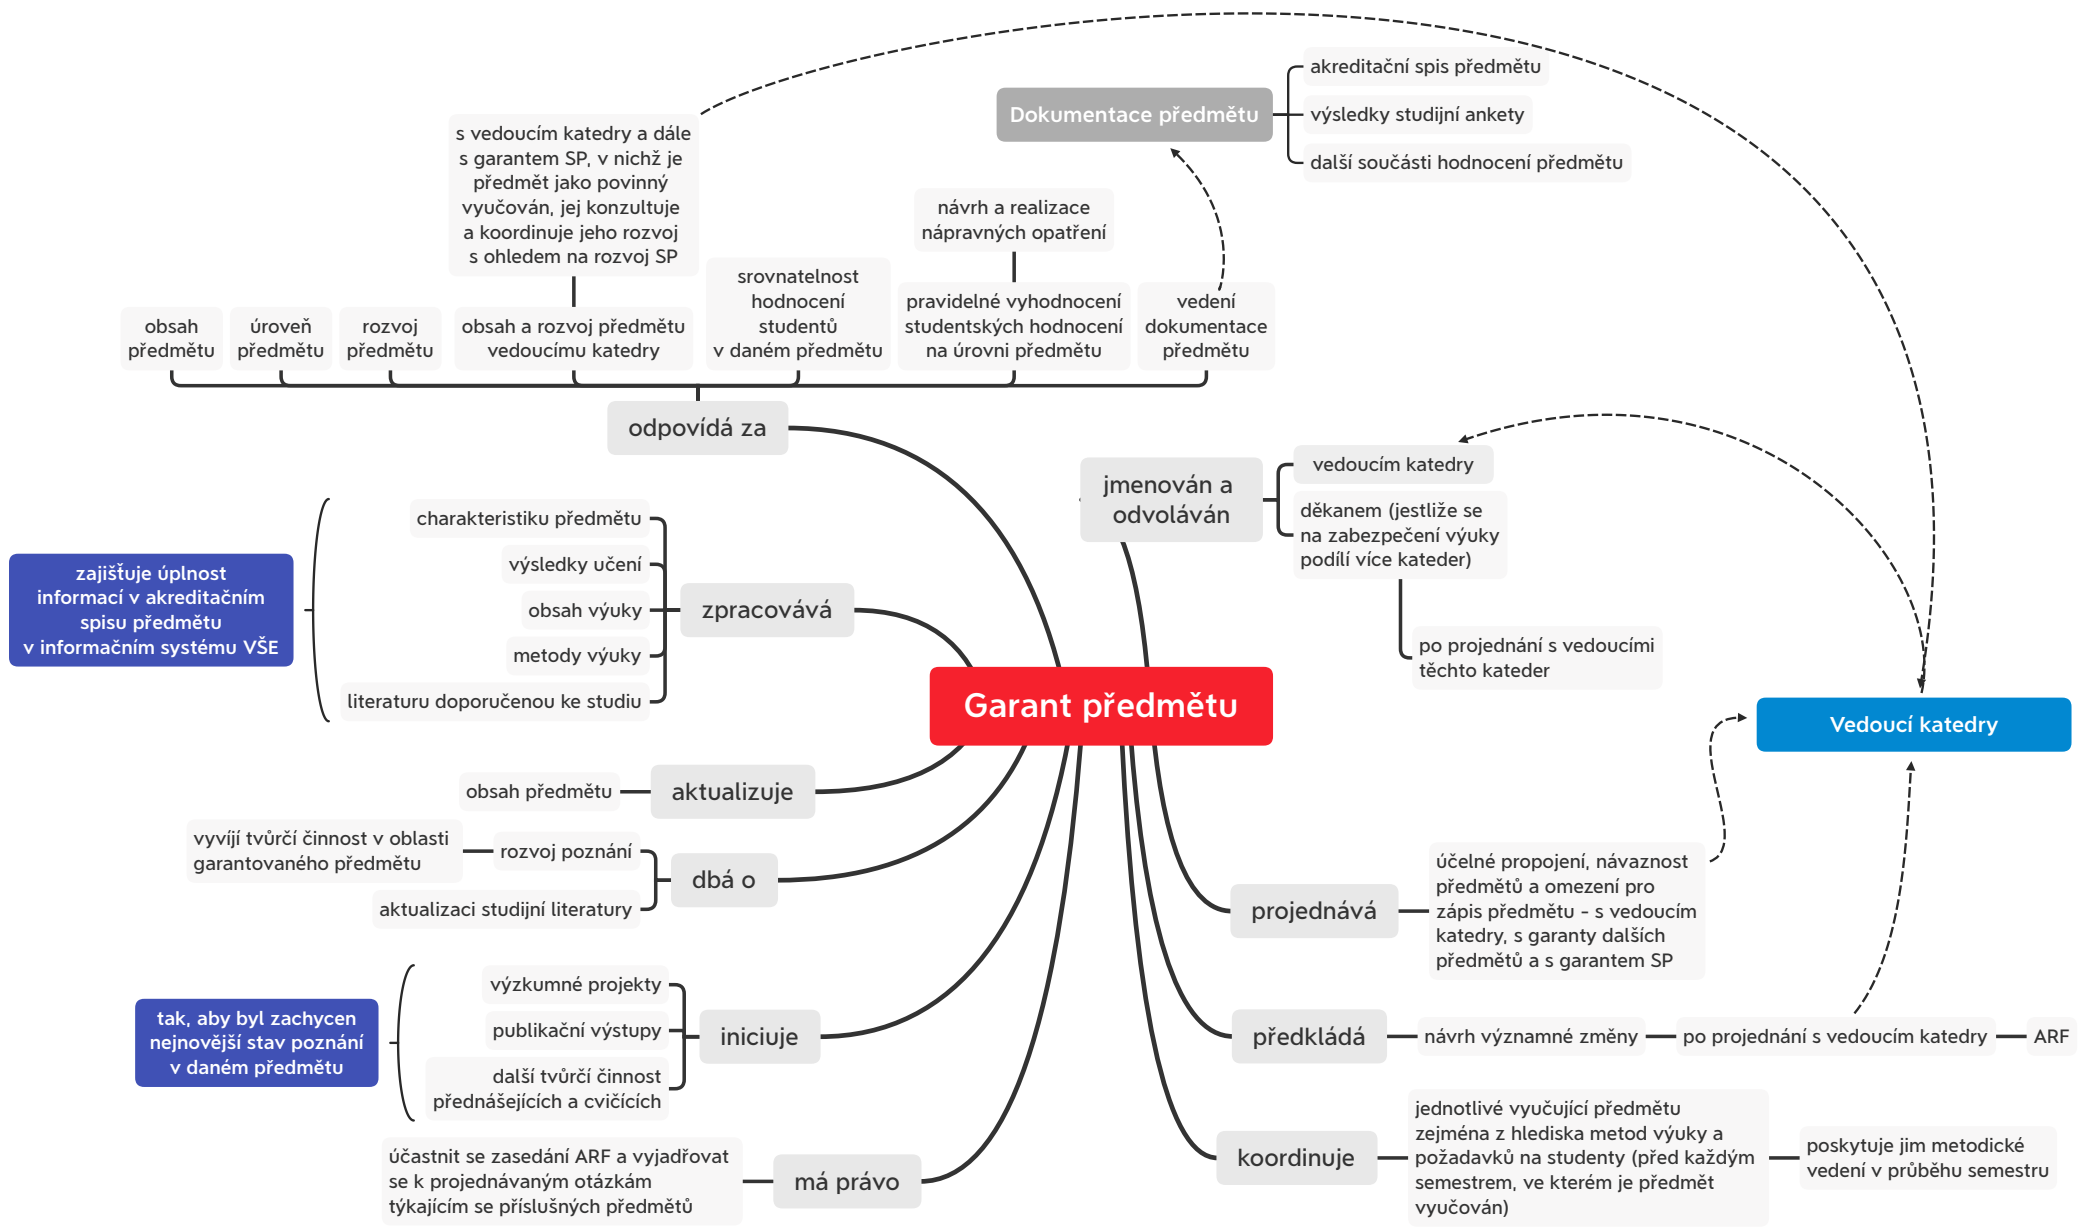 akreditační spis předmětu
Dokumentace předmětu
výsledky studijní ankety
další součásti hodnocení předmětu
s vedoucím katedry a dále
s garantem SP, v nichž je
předmět jako povinný
vyučován, jej konzultuje
a koordinuje jeho rozvoj
s ohledem na rozvoj SP
návrh a realizace
nápravných opatření
obsah
předmětu
úroveň
předmětu
rozvoj
předmětu
obsah a rozvoj předmětu
vedoucímu katedry
srovnatelnost
hodnocení
studentů
v daném předmětu
pravidelné vyhodnocení
studentských hodnocení
na úrovni předmětu
vedení
dokumentace
předmětu
odpovídá za
jmenován a
odvoláván
vedoucím katedry
děkanem (jestliže se
na zabezpečení výuky
podílí více kateder)
po projednání s vedoucími
těchto kateder
zajišťuje úplnost
informací v akreditačním
spisu předmětu
v informačním systému VŠE
charakteristiku předmětu
výsledky učení
obsah výuky
metody výuky
literaturu doporučenou ke studiu
zpracovává
Garant předmětu
Vedoucí katedry
obsah předmětu
aktualizuje
vyvíjí tvůrčí činnost v oblasti
garantovaného předmětu
rozvoj poznání
aktualizaci studijní literatury
dbá o
projednává
účelné propojení, návaznost
předmětů a omezení pro
zápis předmětu - s vedoucím
katedry, s garanty dalších
předmětů a s garantem SP
tak, aby byl zachycen
nejnovější stav poznání
v daném předmětu
výzkumné projekty
publikační výstupy
další tvůrčí činnost
přednášejících a cvičících
iniciuje
předkládá
návrh významné změny
po projednání s vedoucím katedry
ARF
účastnit se zasedání ARF a vyjadřovat
se k projednávaným otázkám
týkajícím se příslušných předmětů
má právo
koordinuje
jednotlivé vyučující předmětu
zejména z hlediska metod výuky a
požadavků na studenty (před každým
semestrem, ve kterém je předmět
vyučován)
poskytuje jim metodické
vedení v průběhu semestru